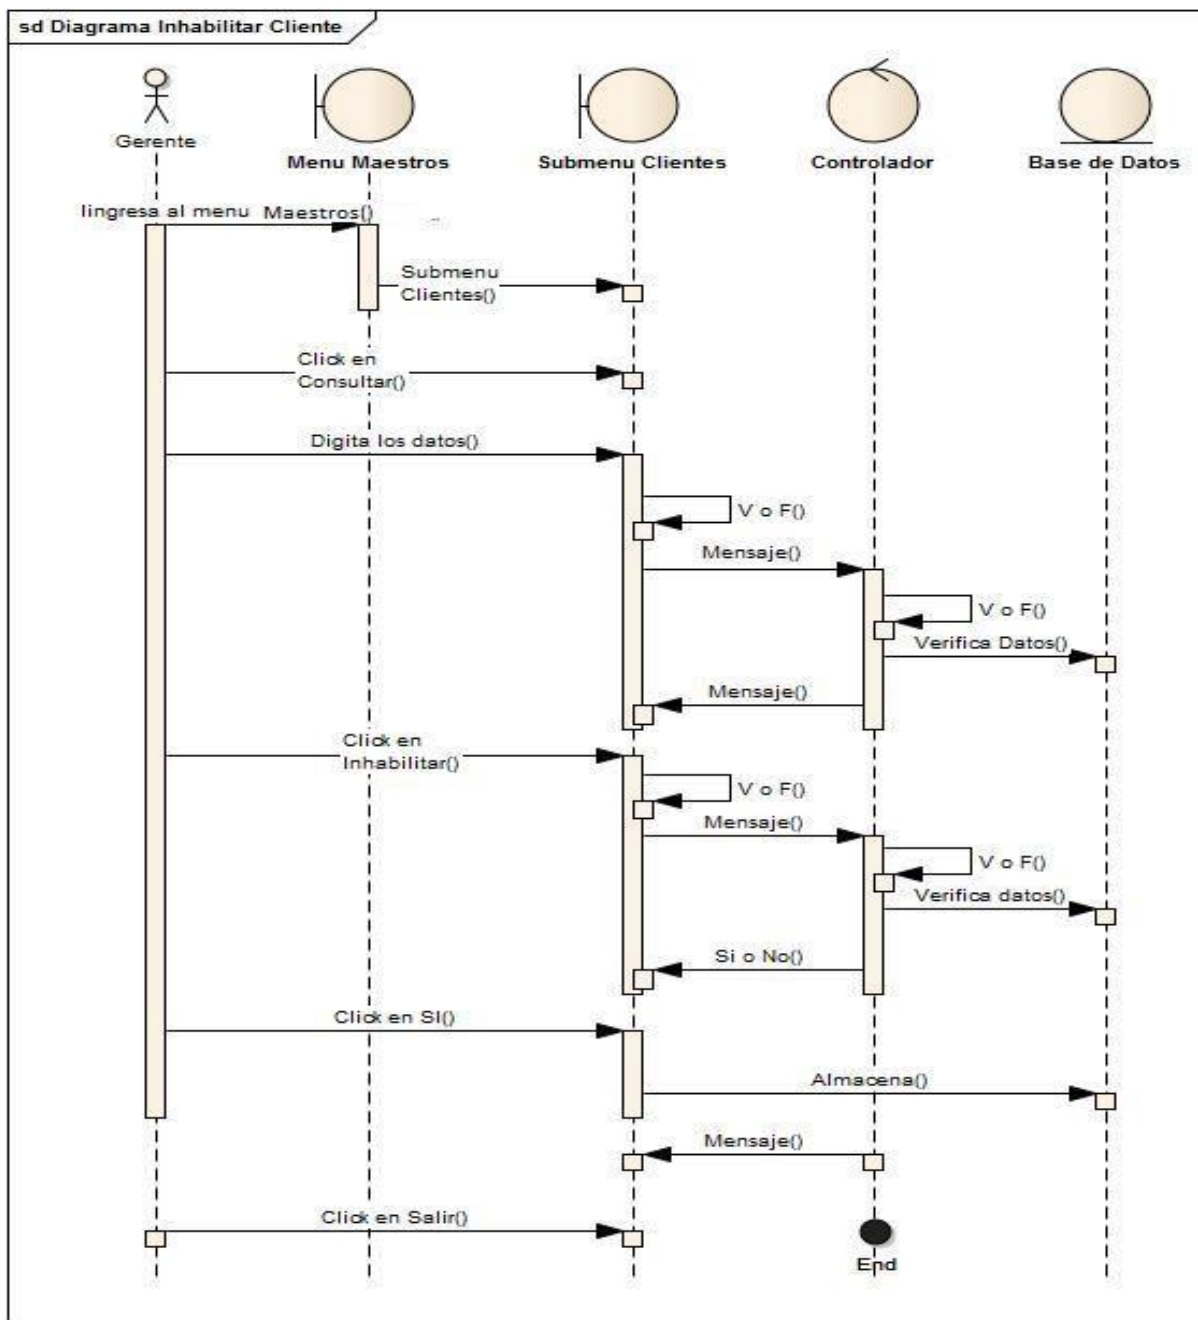 sd Diagrama Inhabilitar Cliente
Gerente
Menu Maestros
Submenu Clientes
Controlador
Base de Datos
Iingresa al menu Maestros()
Submenu
Clientes()
Click en
Consultar()
Digita los datos()
V o F()
Mensaje()
V o F()
Verifica Datos()
Mensaje()
Click en
Inhabilitar()
V o F()
Mensaje()
V o F()
Verifica datos()
Si o No()
Click en SI()
Almacena()
Mensaje()
Click en Salir()
End